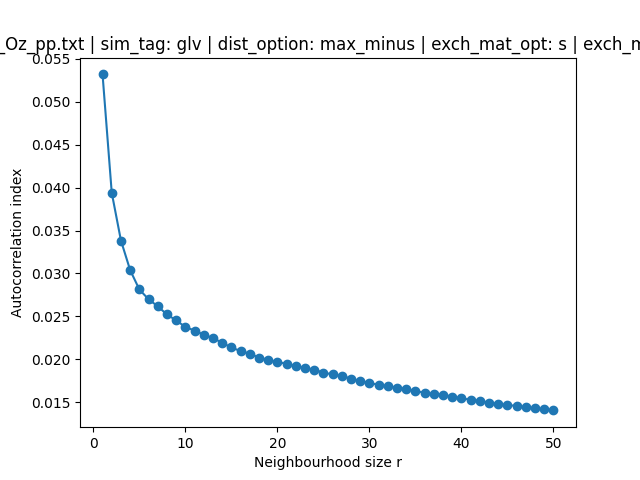 _Oz_pp.txt | sim_tag: glv | dist_option: max_minus | exch_mat_opt: s | exch_m
0.055
0.050
0.045
0.040
0.035
0.030
0.025
0.020
0.015
Autocorrelation index
0 10 20 30 40 50
Neighbourhood size r